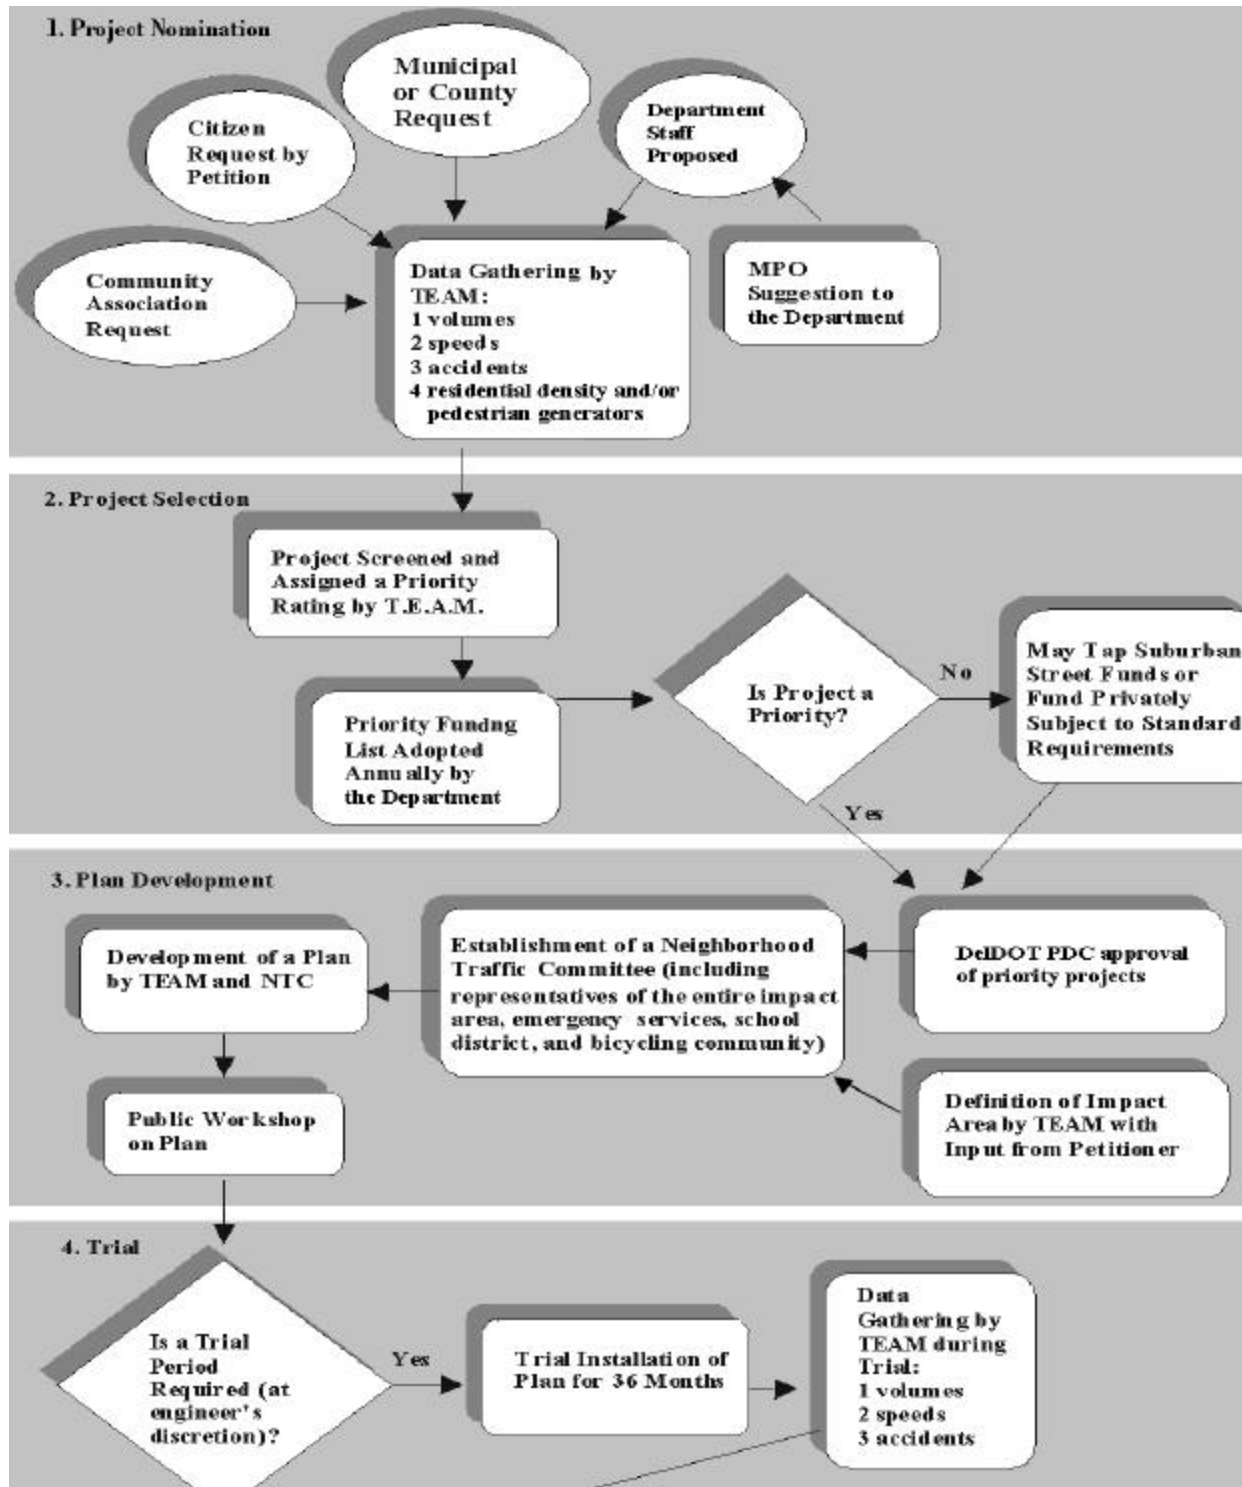 1. Project Nomination
Municipal
or County
Request
Department
Staff
Proposed
Citizen
Request by
Petition
Community
Association
Request
Data Gathering by
TEAM:
1 volumes
2 speeds
3 accidents
4 residential density and/or
pedestrian generators
MPO
Suggestion to
the Department
2. Project Selection
Project Screened and
Assigned a Priority
Rating by T.E.A.M.
Priority Fundng
List Adopted
Annually by
the Department
Is Project a
Priority?
No
Yes
May Tap Suburban
Street Funds or
Fund Privately
Subject to Standard
Requirements
3. Plan Development
Development of a Plan
by TEAM and NTC
Establishment of a Neighborhood
Traffic Committee (including
representatives of the entire impact
area, emergency services, school
district, and bicycling community)
DelDOT PDC approval
of priority projects
Public Workshop
on Plan
Definition of Impact
Area by TEAM with
Input from Petitioner
4. Trial
Is a Trial
Period
Required (at
engineer's
discretion)?
Yes
Trial Installation of
Plan for 36 Months
Data
Gathering by
TEAM during
Trial:
1 volumes
2 speeds
3 accidents